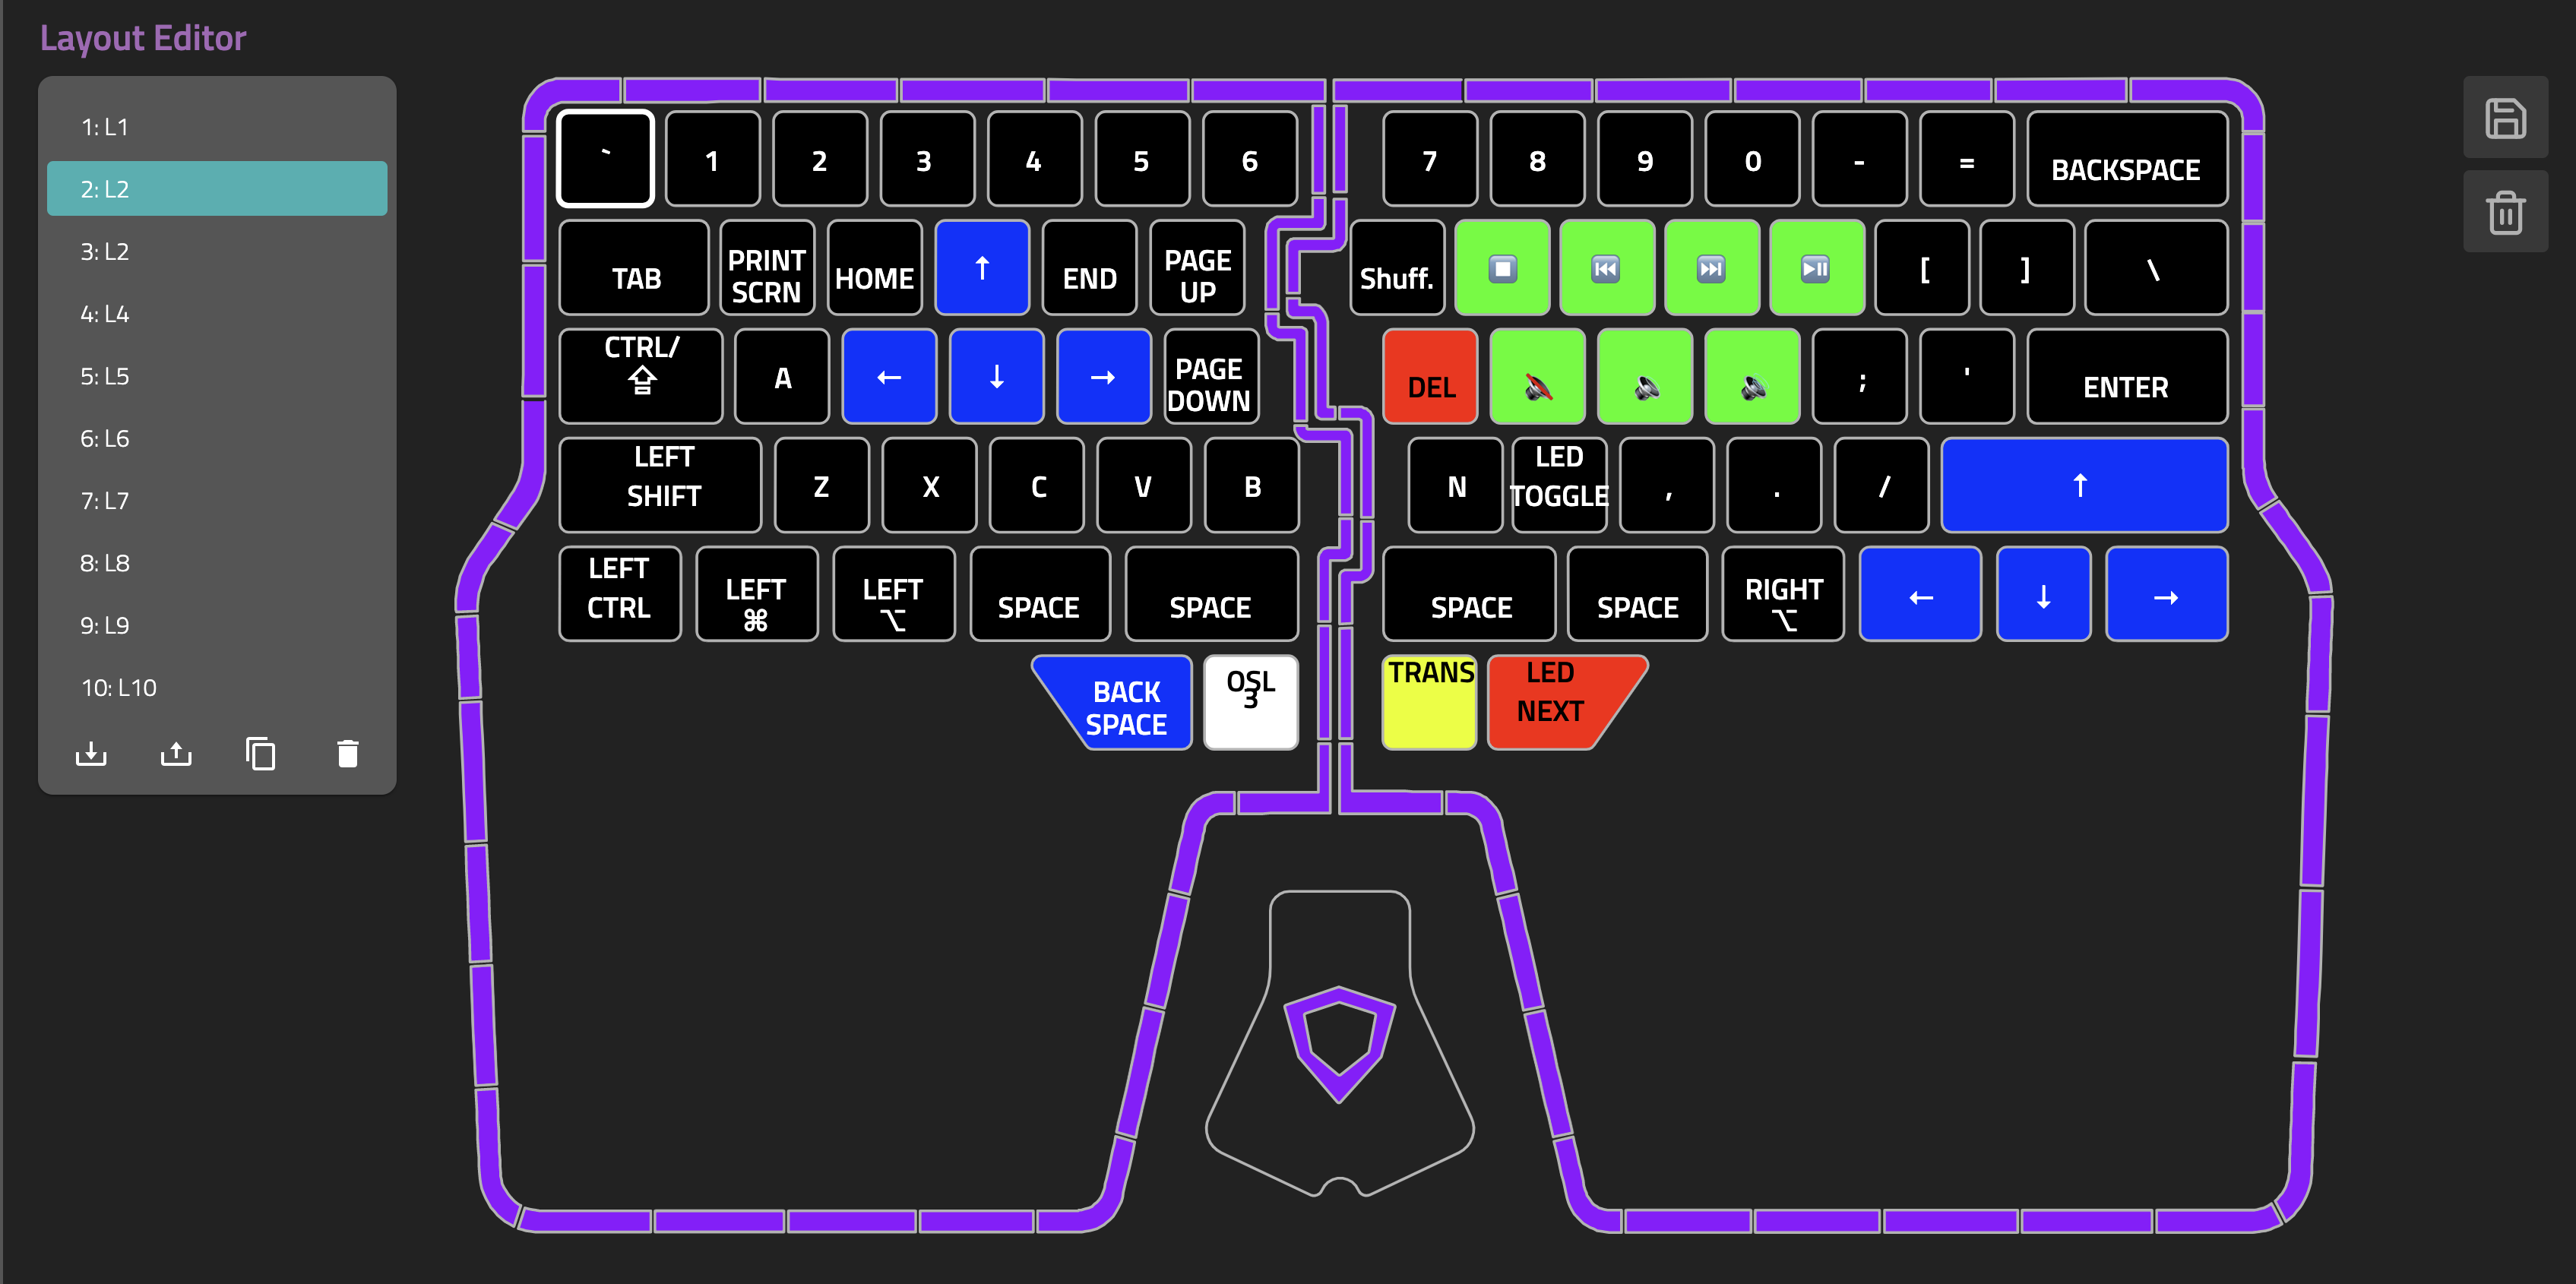 Layout Editor
1: L1
2: L2
3: L2
4: L4
5: L5
6: L6
7: L7
8: L8
9: L9
10: L10
` 1 2 3 4 5 6 7 8 9 0 - = BACKSPACE
TAB PRINT SCRN HOME ↑ END PAGE UP Shuff. ⏹ ⏮ ⏭ ⏯ [ ] \
CTRL/ ⇪ A ← ↓ → PAGE DOWN DEL 🔇 🔉 🔊 ; ' ENTER
LEFT SHIFT Z X C V B N LED TOGGLE , . / ↑
LEFT CTRL LEFT ⌘ LEFT ⌥ SPACE SPACE SPACE SPACE RIGHT ⌥ ← ↓ →
BACK SPACE OSL 3 TRANS LED NEXT